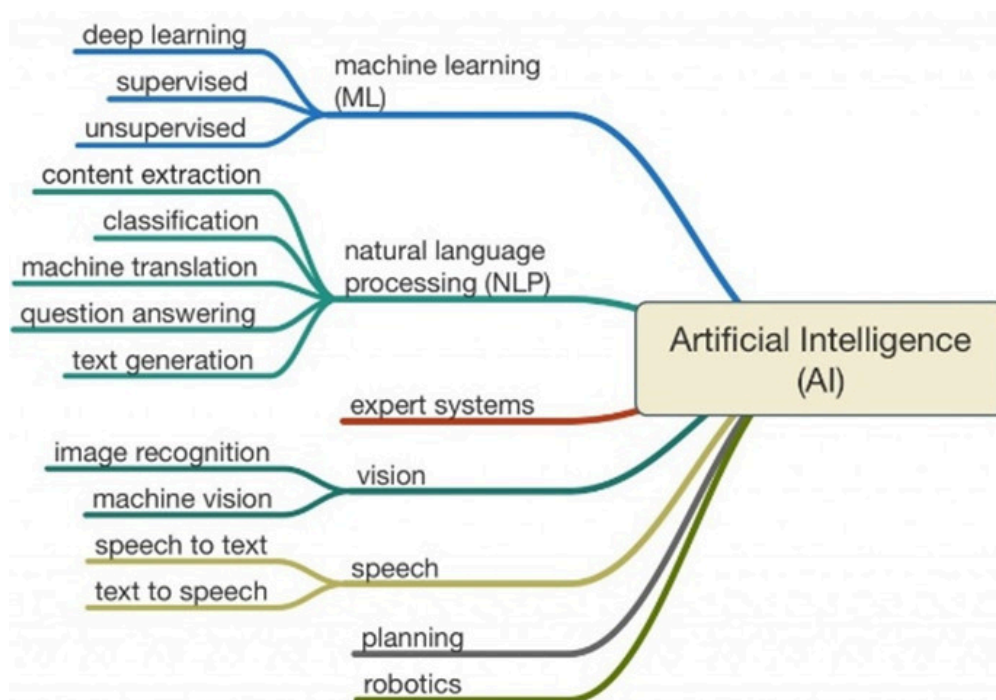 deep learning
supervised
unsupervised
machine learning
(ML)
content extraction
classification
machine translation
question answering
text generation
natural language
processing (NLP)
Artificial Intelligence
(AI)
expert systems
image recognition
machine vision
vision
speech to text
text to speech
speech
planning
robotics